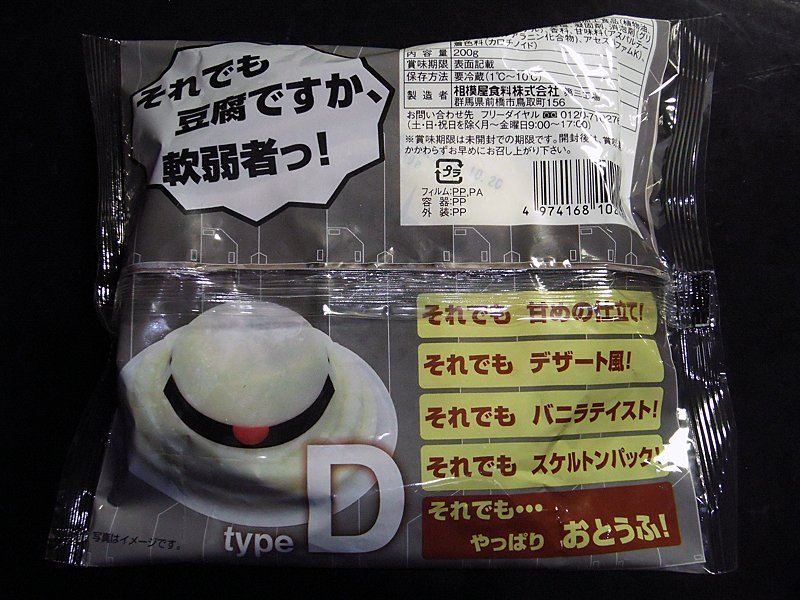 それでも
豆腐ですか、
軟弱者っ!
内容量 200g
賞味期限 表面記載
保存方法 要冷蔵(1℃〜10℃)
製造者 相模屋食料株式会社 第三工場
群馬県前橋市鳥取町156
お問い合わせ先 フリーダイヤル 0120-710276
(土・日・祝日を除く月〜金曜日9:00〜17:00)
※賞味期限は未開封での期限です。開封後は、賞味
かかわらずお早めにお召し上がり下さい。
プラ
10.20
フィルム:PP,PA
容器:PP
外装:PP
4 974168 102
それでも 甘めの仕立て!
それでも デザート風!
それでも バニラテイスト!
それでも スケルトンパック!
それでも…
やっぱり おとうふ!
type D
写真はイメージです。